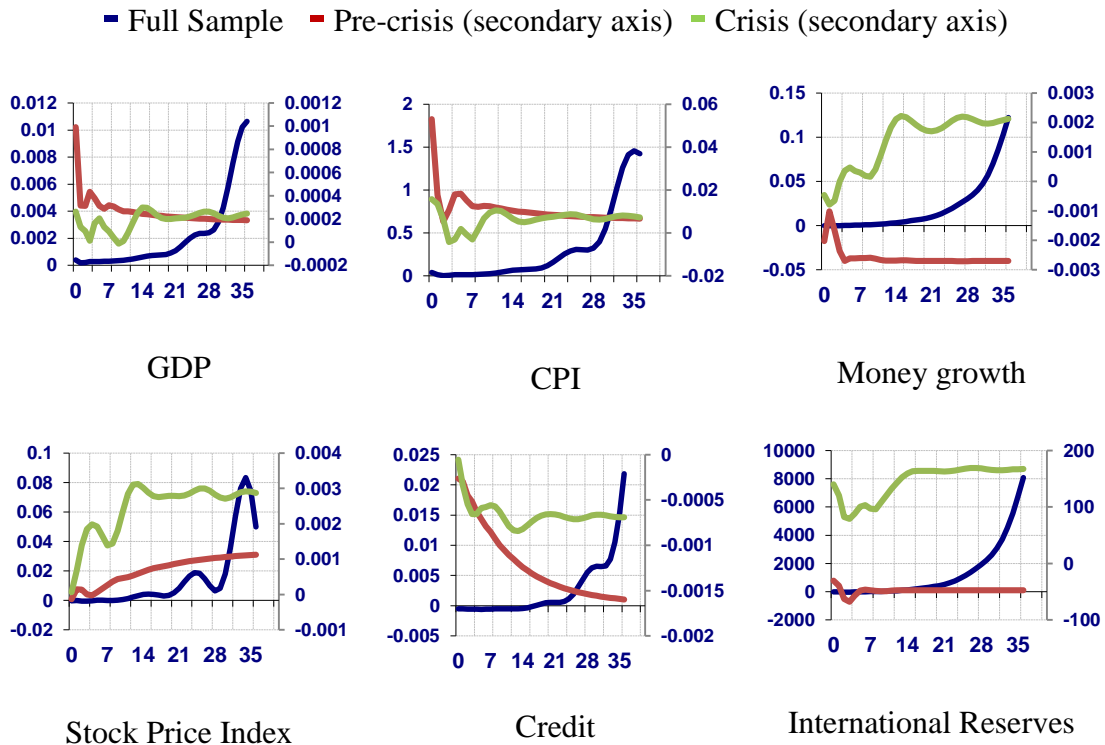 Full Sample Pre-crisis (secondary axis) Crisis (secondary axis)
0.012 0.01 0.008 0.006 0.004 0.002 0
0.0012 0.001 0.0008 0.0006 0.0004 0.0002 0 -0.0002
0 7 14 21 28 35
GDP
2 1.5 1 0.5 0
0.06 0.04 0.02 0 -0.02
0 7 14 21 28 35
CPI
0.15 0.1 0.05 0 -0.05
0.003 0.002 0.001 0 -0.001 -0.002 -0.003
0 7 14 21 28 35
Money growth
0.1 0.08 0.06 0.04 0.02 0 -0.02
0.004 0.003 0.002 0.001 0 -0.001
0 7 14 21 28 35
Stock Price Index
0.025 0.02 0.015 0.01 0.005 0 -0.005
0 -0.0005 -0.001 -0.0015 -0.002
0 7 14 21 28 35
Credit
10000 8000 6000 4000 2000 0 -2000
200 100 0 -100
0 7 14 21 28 35
International Reserves